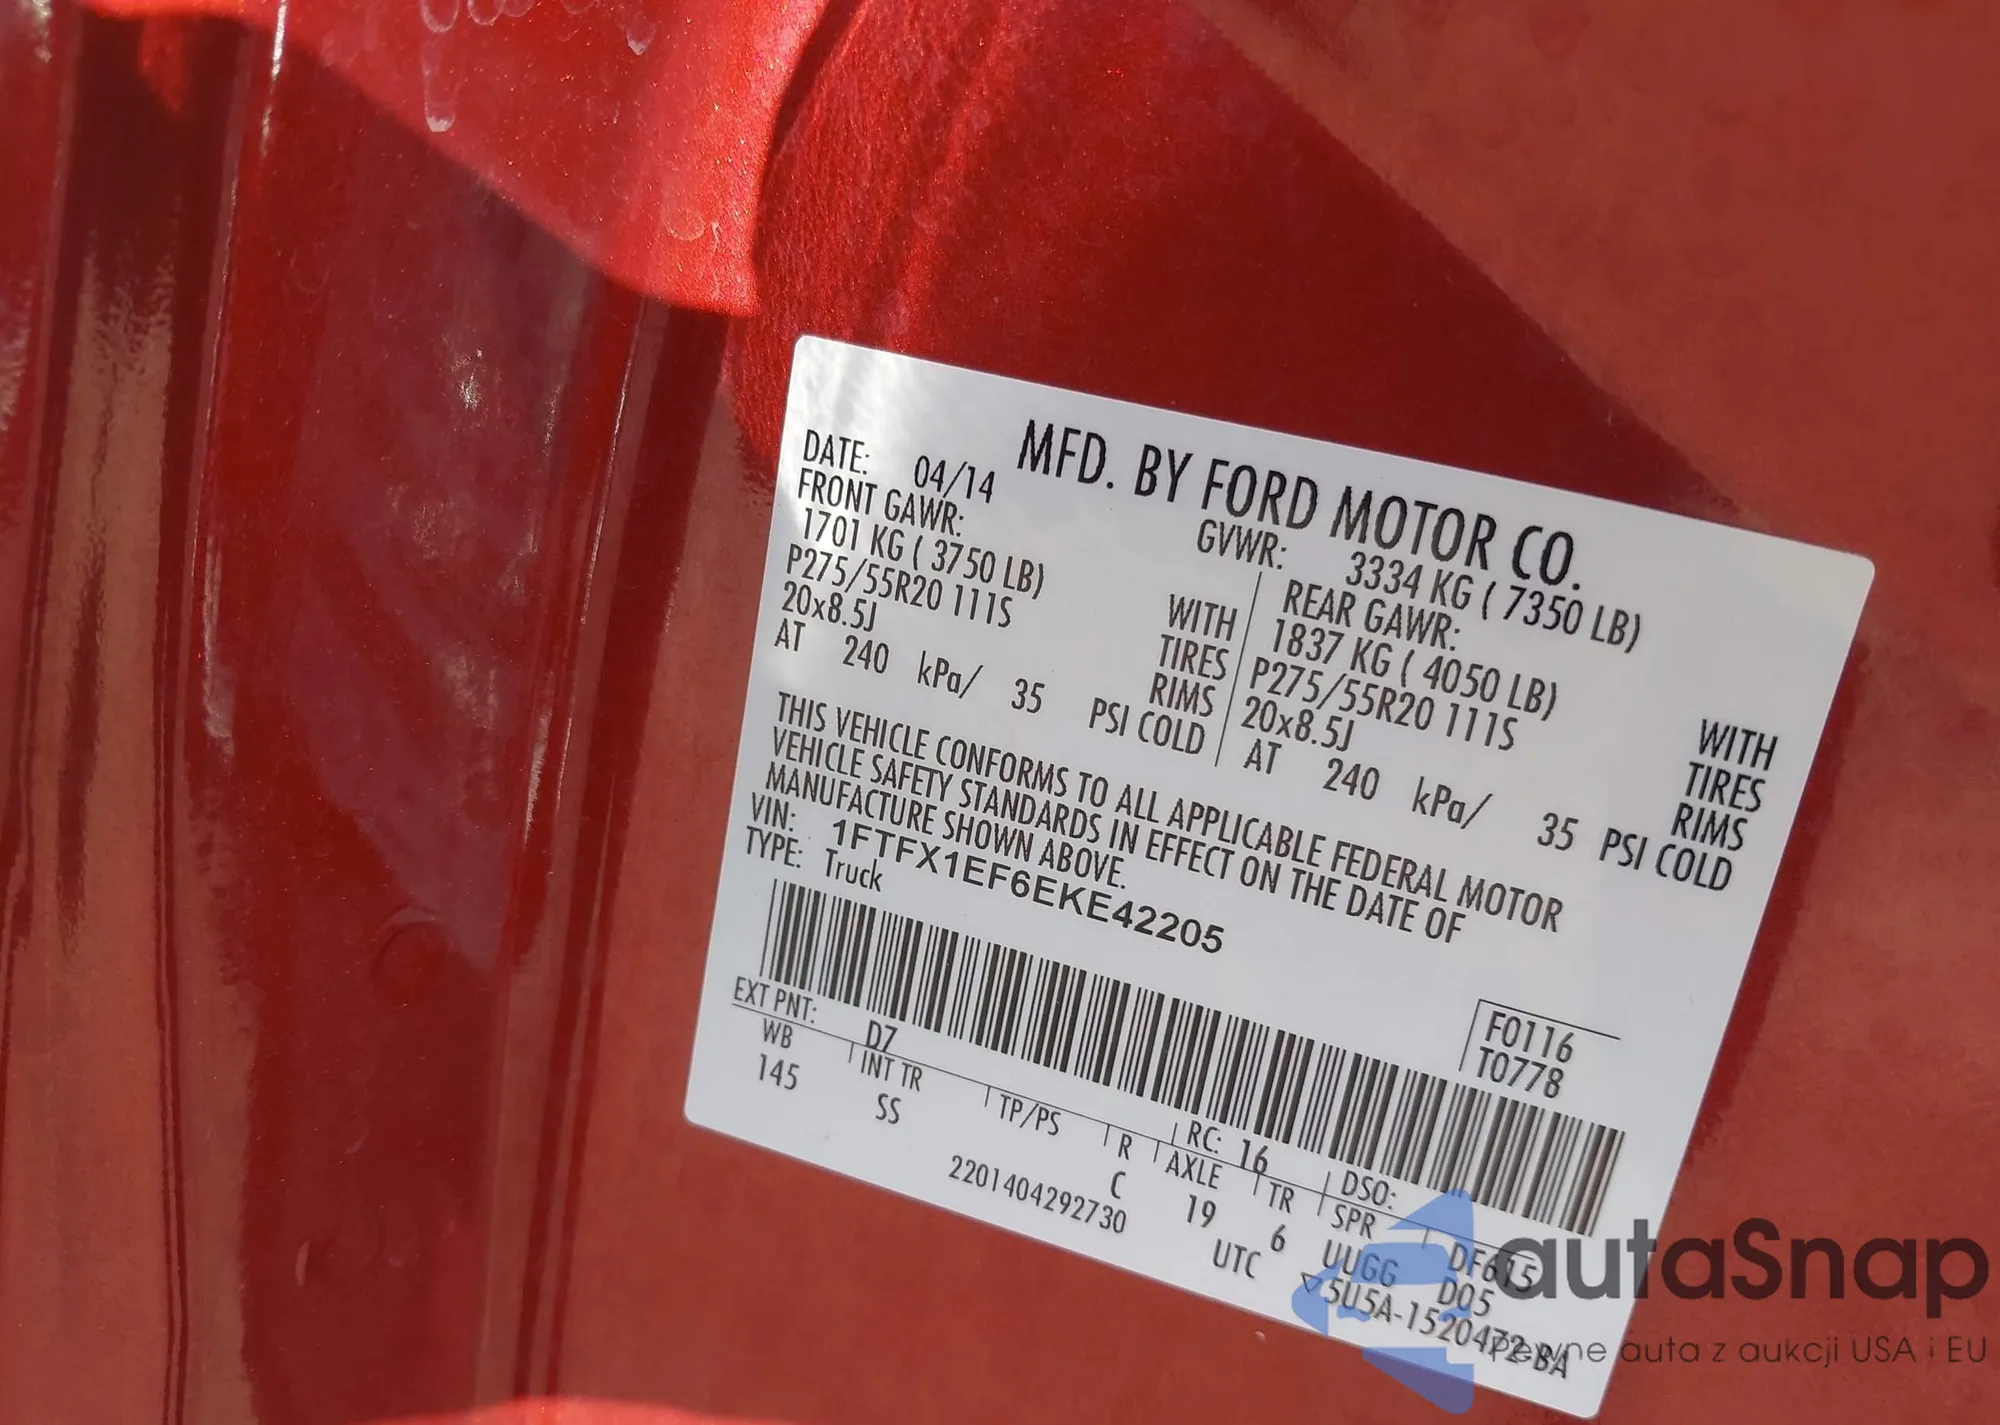 MFD. BY FORD MOTOR CO.
DATE: 04/14
GVWR: 3334 KG ( 7350 LB)
FRONT GAWR:
1701 KG ( 3750 LB) WITH
P275/55R20 111S TIRES
20x8.5J RIMS
AT 240 kPa/ 35 PSI COLD
REAR GAWR:
1837 KG ( 4050 LB) WITH
P275/55R20 111S TIRES
20x8.5J RIMS
AT 240 kPa/ 35 PSI COLD
THIS VEHICLE CONFORMS TO ALL APPLICABLE FEDERAL MOTOR
VEHICLE SAFETY STANDARDS IN EFFECT ON THE DATE OF
MANUFACTURE SHOWN ABOVE.
VIN: 1FTFX1EF6EKE42205
TYPE: Truck
F0116
T0778
EXT PNT: D7 RC: 16 DSO:
WB INT TR TP/PS R AXLE TR SPR DF615
145 SS C 19 6 UUGG D05
2201404292730 UTC ▽5U5A-1520472-BA
autaSnap
Pewne auta z aukcji USA i EU